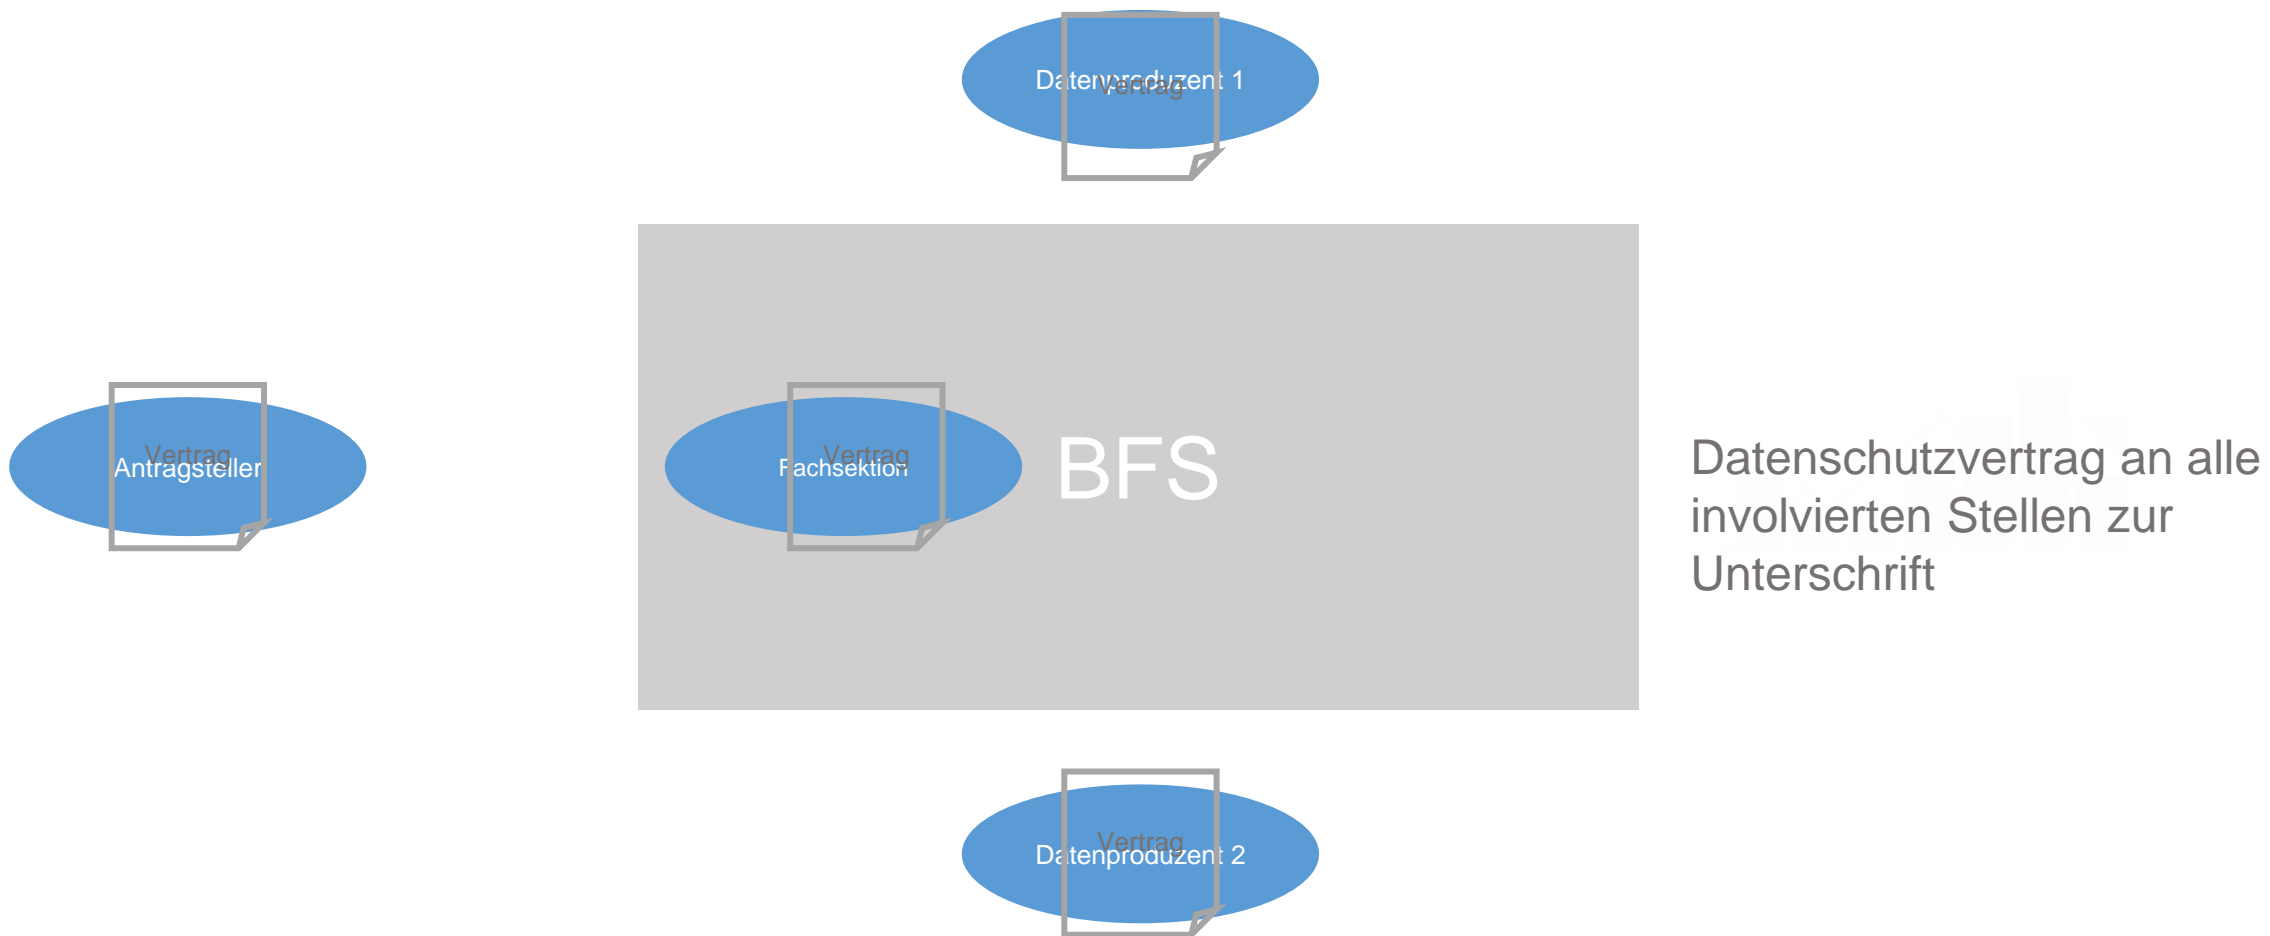 Datenproduzent 1
Vertrag
Vertrag
Antragsteller
Vertrag
Fachsektion
BFS
Datenschutzvertrag an alle
involvierten Stellen zur
Unterschrift
Vertrag
Datenproduzent 2